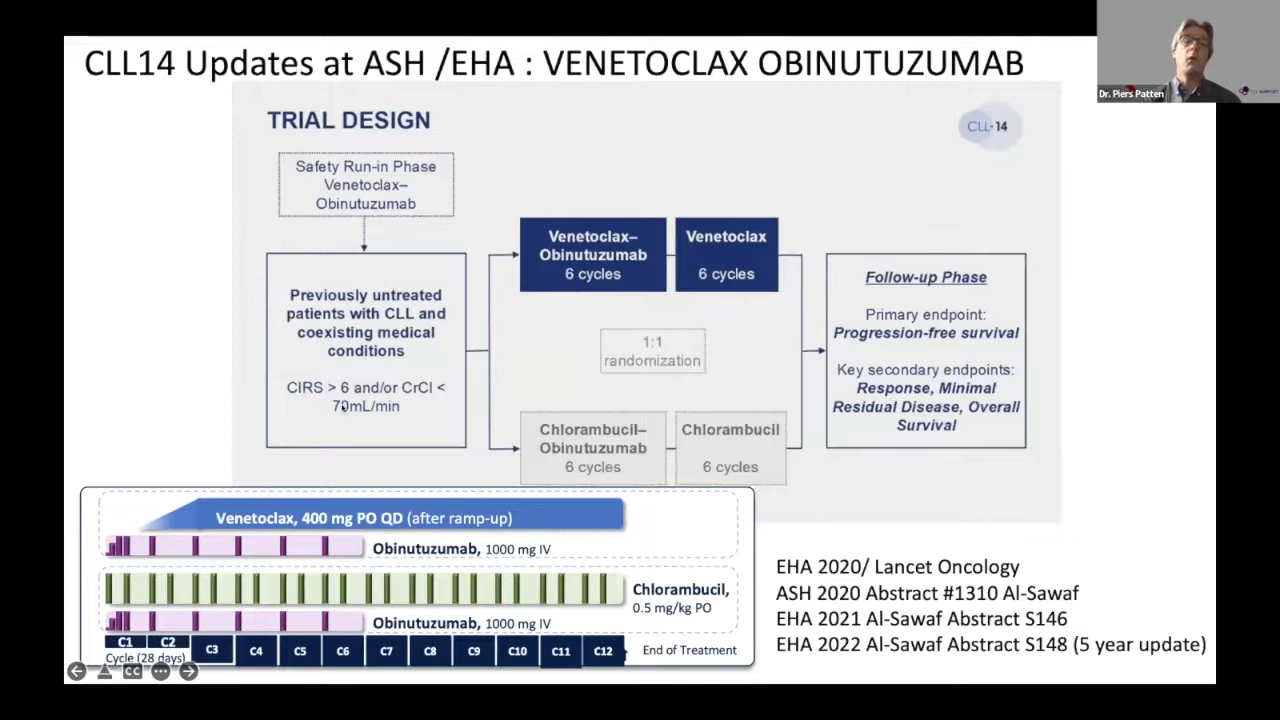 CLL14 Updates at ASH /EHA : VENETOCLAX OBINUTUZUMAB
Dr. Piers Patten
CLL SUPPORT
TRIAL DESIGN
CLL·14
Safety Run-in Phase
Venetoclax–
Obinutuzumab
Previously untreated
patients with CLL and
coexisting medical
conditions
CIRS > 6 and/or CrCl <
70mL/min
Venetoclax–
Obinutuzumab
6 cycles
Venetoclax
6 cycles
1:1
randomization
Chlorambucil–
Obinutuzumab
6 cycles
Chlorambucil
6 cycles
Follow-up Phase
Primary endpoint:
Progression-free survival
Key secondary endpoints:
Response, Minimal
Residual Disease, Overall
Survival
Venetoclax, 400 mg PO QD (after ramp-up)
Obinutuzumab, 1000 mg IV
Chlorambucil,
0.5 mg/kg PO
Obinutuzumab, 1000 mg IV
C1 C2 C3 C4 C5 C6 C7 C8 C9 C10 C11 C12 End of Treatment
Cycle (28 days)
CC
EHA 2020/ Lancet Oncology
ASH 2020 Abstract #1310 Al-Sawaf
EHA 2021 Al-Sawaf Abstract S146
EHA 2022 Al-Sawaf Abstract S148 (5 year update)